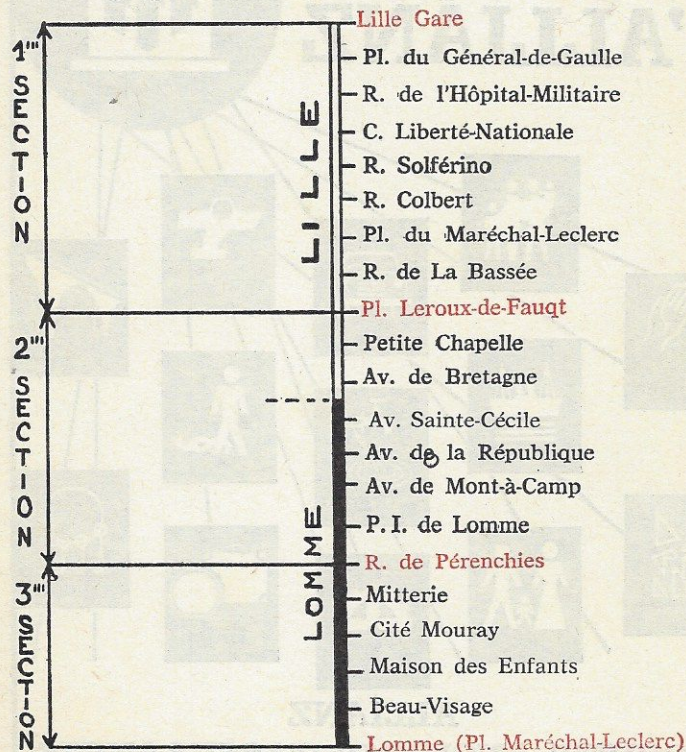 Lille Gare
Pl. du Général-de-Gaulle
R. de l'Hôpital-Militaire
C. Liberté-Nationale
R. Solférino
R. Colbert
Pl. du Maréchal-Leclerc
R. de La Bassée
Pl. Leroux-de-Fauqt
Petite Chapelle
Av. de Bretagne
Av. Sainte-Cécile
Av. de la République
Av. de Mont-à-Camp
P.I. de Lomme
R. de Pérenchies
Mitterie
Cité Mouray
Maison des Enfants
Beau-Visage
Lomme (Pl. Maréchal-Leclerc)
1''' SECTION
2''' SECTION
3''' SECTION
LILLE
LOMME